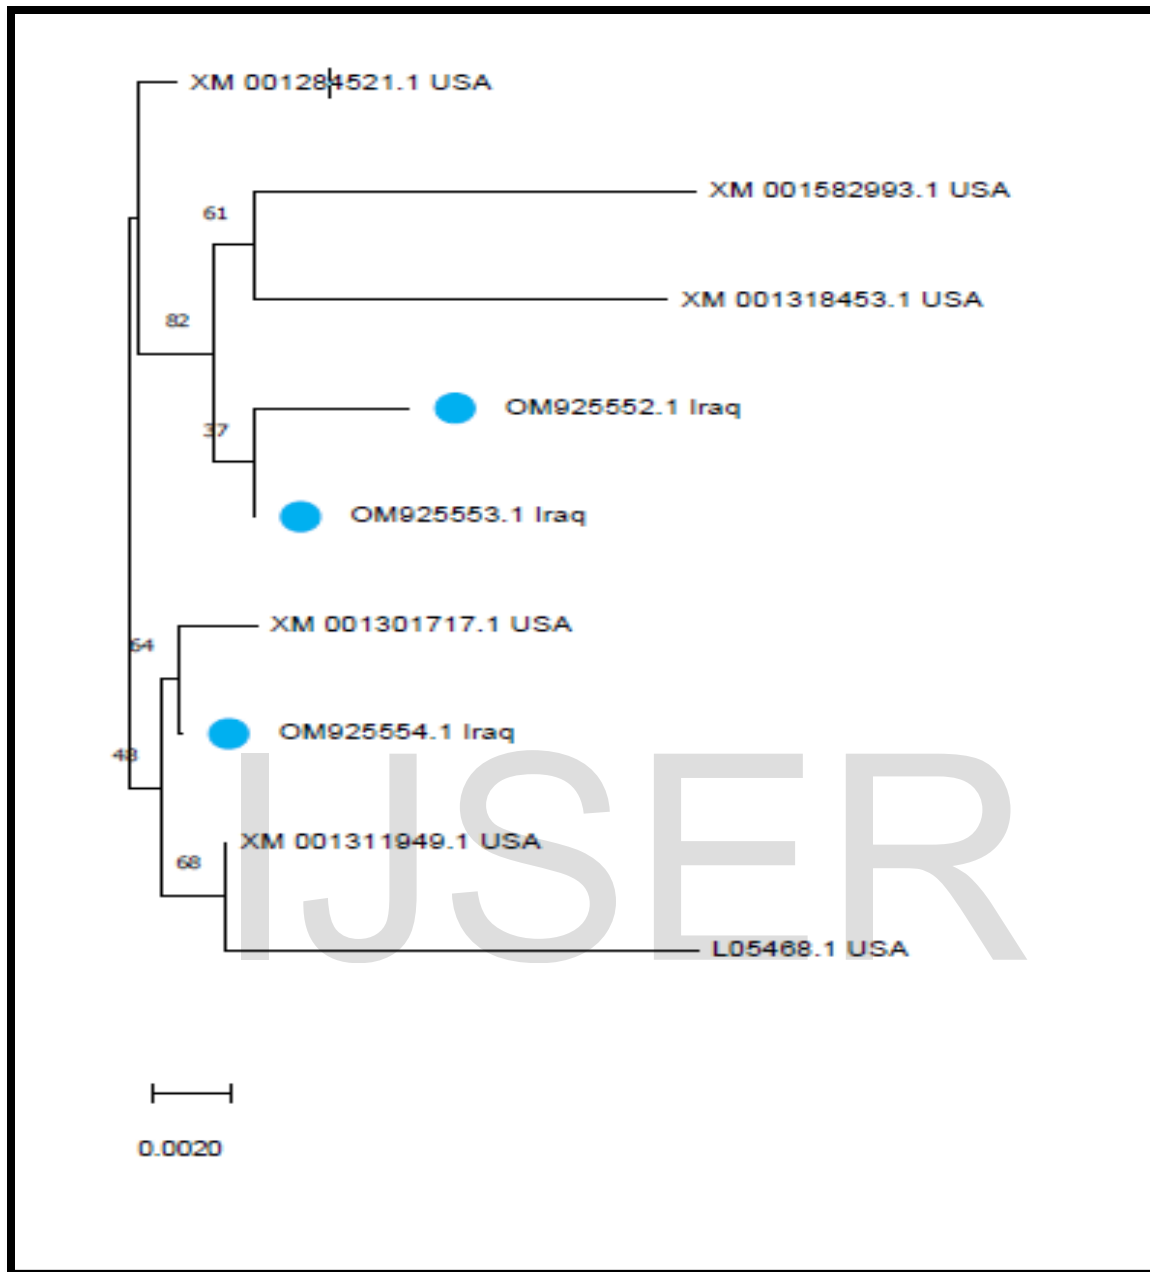 XM 001284521.1 USA
XM 001582993.1 USA
61
XM 001318453.1 USA
82
OM925552.1 Iraq
37
OM925553.1 Iraq
XM 001301717.1 USA
64
OM925554.1 Iraq
48
XM 001311949.1 USA
68
IJSER
L05468.1 USA
0.0020